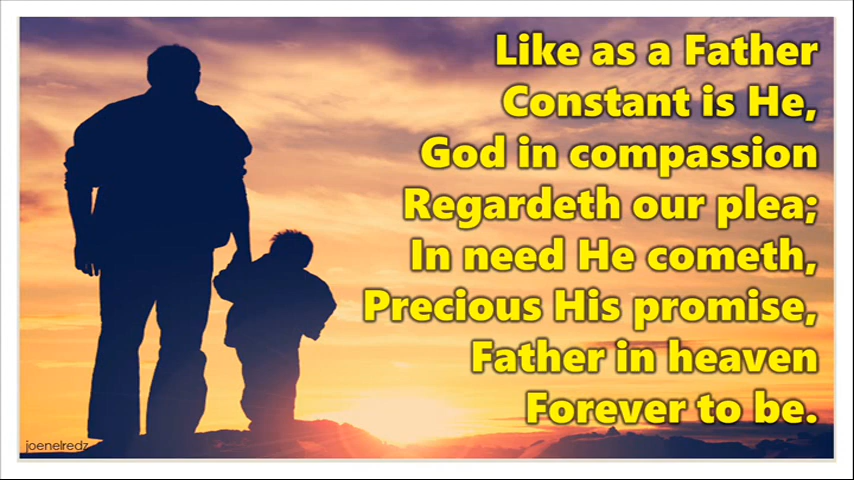 Like as a Father
Constant is He,
God in compassion
Regardeth our plea;
In need He cometh,
Precious His promise,
Father in heaven
Forever to be.
joenelredz